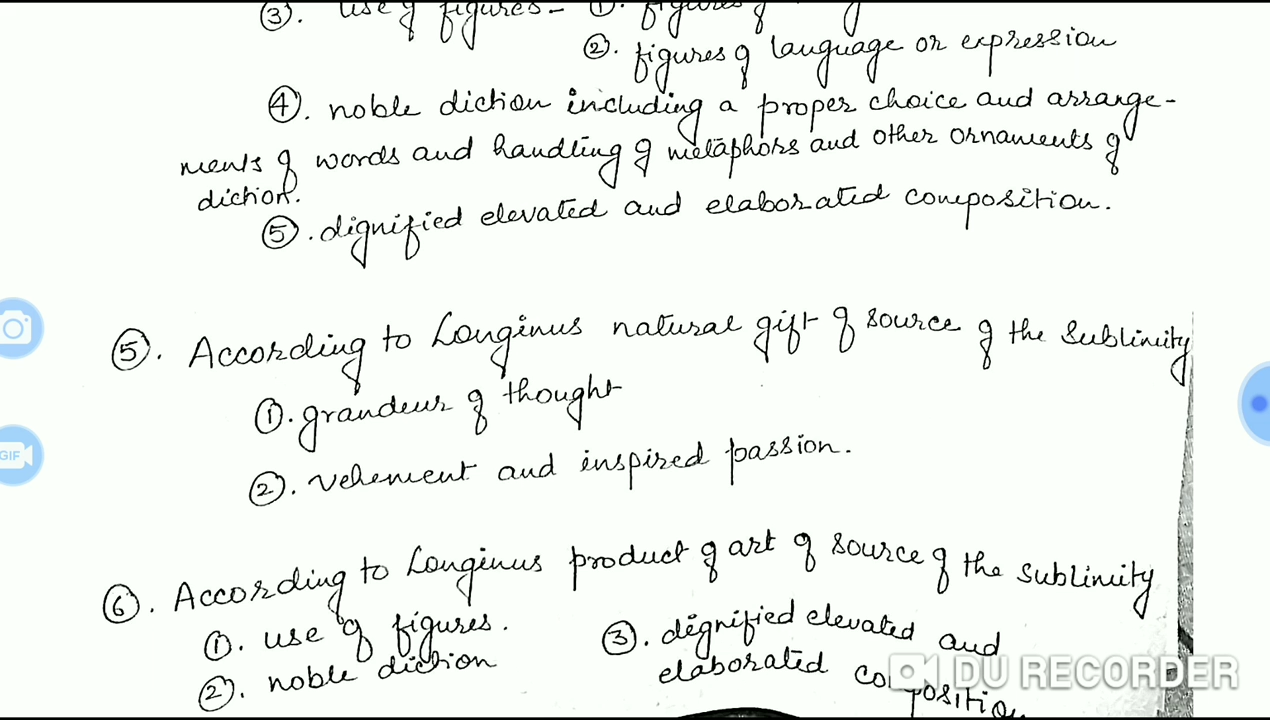 ③. use of figures - ①. figures of
②. figures of language or expression
④. noble diction including a proper choice and arrange-
ments of words and handling of metaphors and other ornaments of
diction.
⑤. dignified elevated and elaborated composition.
⑤. According to Longinus natural gift of source of the sublimity
①. grandeur of thought
②. vehement and inspired passion.
⑥. According to Longinus product of art of source of the sublimity
①. use of figures.
②. noble diction
③. dignified elevated and
elaborated composition
GIF
DU RECORDER